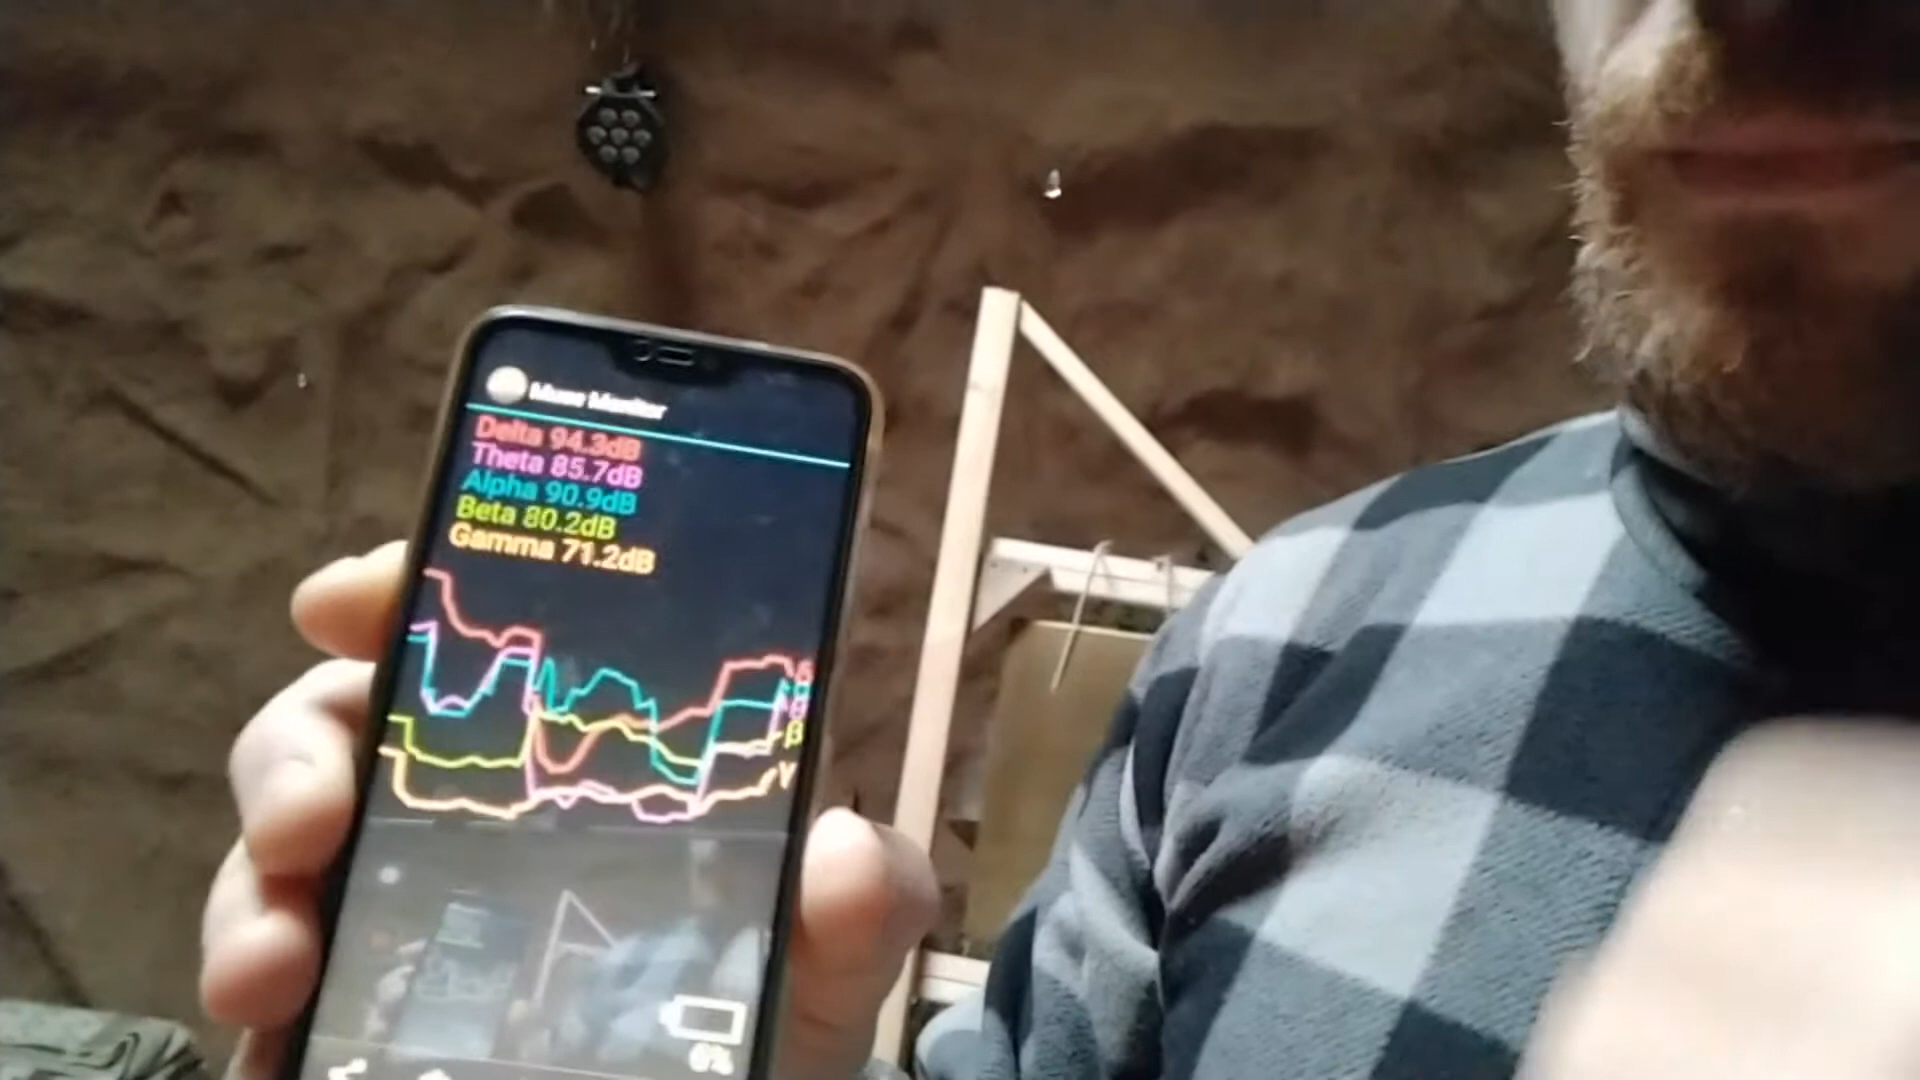 Muse Monitor
Delta 94.3dB
Theta 85.7dB
Alpha 90.9dB
Beta 80.2dB
Gamma 71.2dB
β
γ